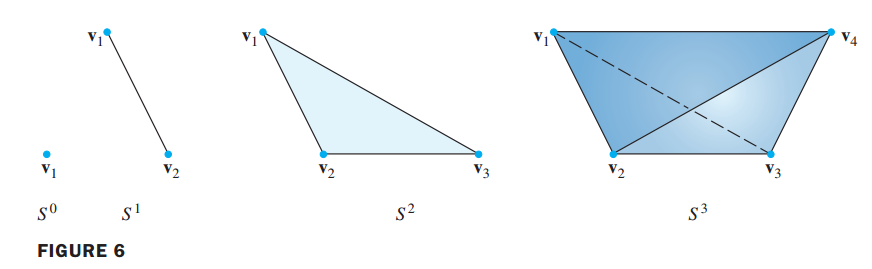 v₁ v₁ v₁ v₄
v₁ v₂ v₂ v₃ v₂ v₃
S⁰ S¹ S² S³
FIGURE 6